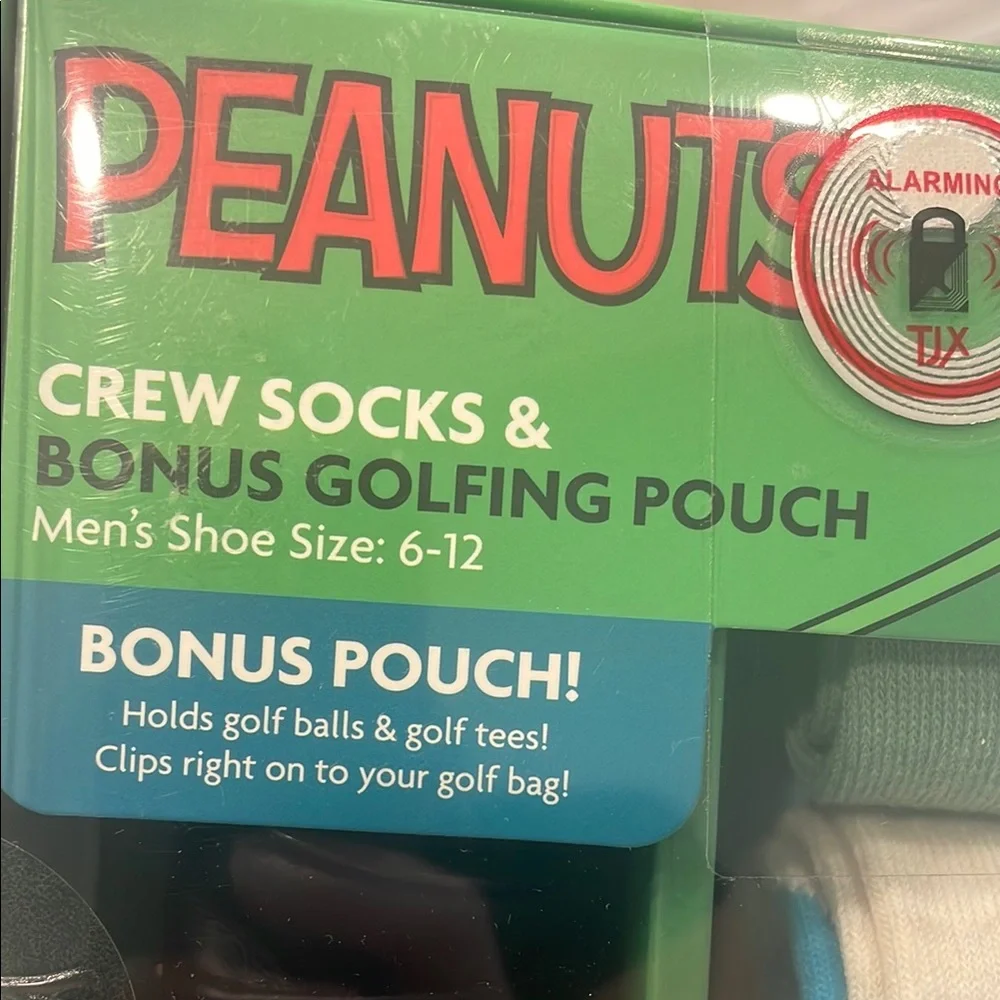 PEANUTS
ALARMING
TJX
CREW SOCKS &
BONUS GOLFING POUCH
Men's Shoe Size: 6-12
BONUS POUCH!
Holds golf balls & golf tees!
Clips right on to your golf bag!